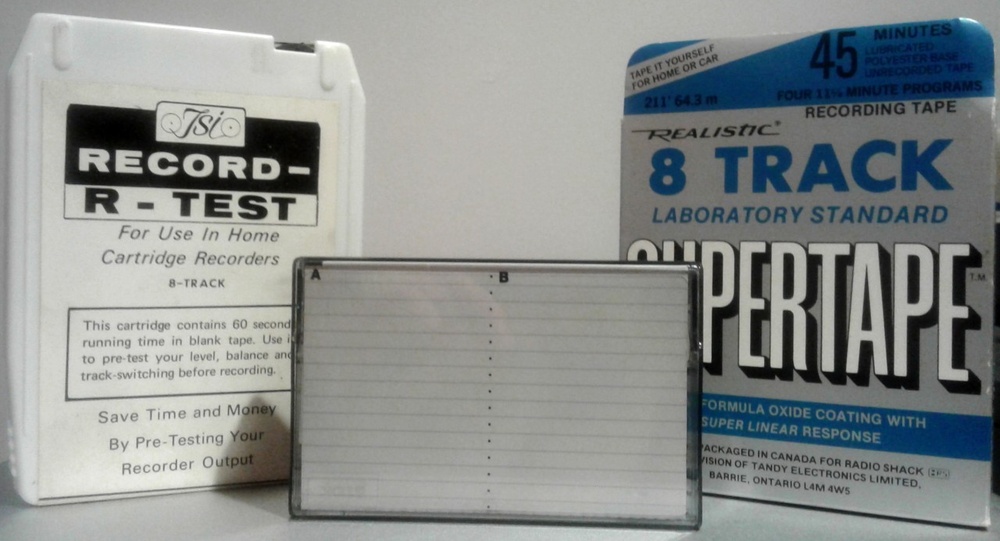 Tsi
RECORD-
R - TEST
For Use In Home
Cartridge Recorders
8-TRACK
This cartridge contains 60 second
running time in blank tape. Use
to pre-test your level, balance
track-switching before recording.
Save Time and Money
By Pre-Testing Your
Recorder Output
A B
TAPE IT YOURSELF
FOR HOME OR CAR
45 MINUTES
LUBRICATED
POLYESTER BASE
UNRECORDED TAPE
211' 64.3 m
FOUR 11¼ MINUTE PROGRAMS
RECORDING TAPE
REALISTIC®
8 TRACK
LABORATORY STANDARD
SUPERTAPE™
FORMULA OXIDE COATING WITH
SUPER LINEAR RESPONSE
PACKAGED IN CANADA FOR RADIO SHACK
VISION OF TANDY ELECTRONICS LIMITED,
BARRIE, ONTARIO L4M 4W5